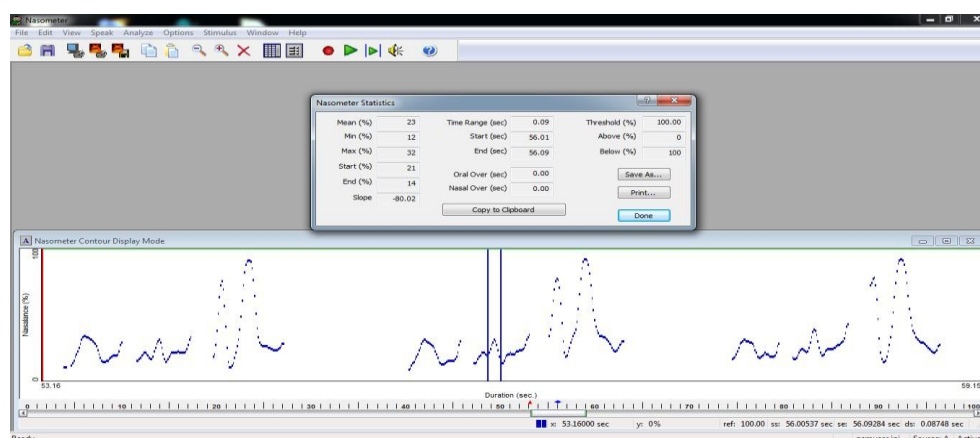 Nasometer
File Edit View Speak Analyze Options Stimulus Window Help
Nasometer Statistics
Mean (%) 23 Time Range (sec) 0.09 Threshold (%) 100.00
Min (%) 12 Start (sec) 56.01 Above (%) 0
Max (%) 32 End (sec) 56.09 Below (%) 100
Start (%) 21 Oral Over (sec) 0.00 Save As...
End (%) 14 Nasal Over (sec) 0.00 Print...
Slope -80.02 Copy to Clipboard Done
A Nasometer Contour Display Mode
100
Nasalance (%)
0
53.16 59.15
Duration (sec.)
0 10 20 30 40 50 60 70 80 90 100
x: 53.16000 sec y: 0% ref: 100.00 ss: 56.00537 sec se: 56.09284 sec ds: 0.08748 sec
Ready Source: A